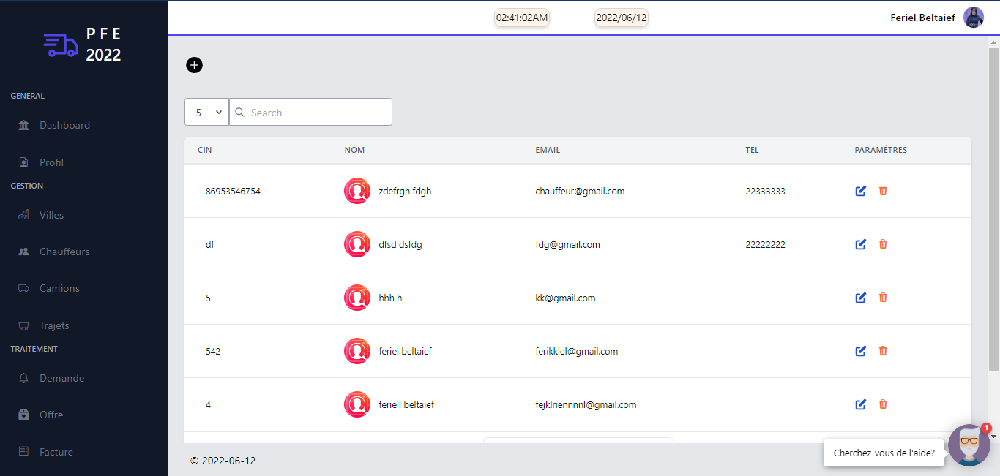 02:41:02AM 2022/06/12 Feriel Beltaief
P F E
2022
GENERAL
Dashboard
Profil
GESTION
Villes
Chauffeurs
Camions
Trajets
TRAITEMENT
Demande
Offre
Facture
5 Search
CIN NOM EMAIL TEL PARAMÉTRES
86953546754 zdefrgh fdgh chauffeur@gmail.com 22333333
df dfsd dsfdg fdg@gmail.com 22222222
5 hhh h kk@gmail.com
542 feriel beltaief ferikklel@gmail.com
4 feriell beltaief fejklriennnnl@gmail.com
© 2022-06-12
Cherchez-vous de l'aide?
1